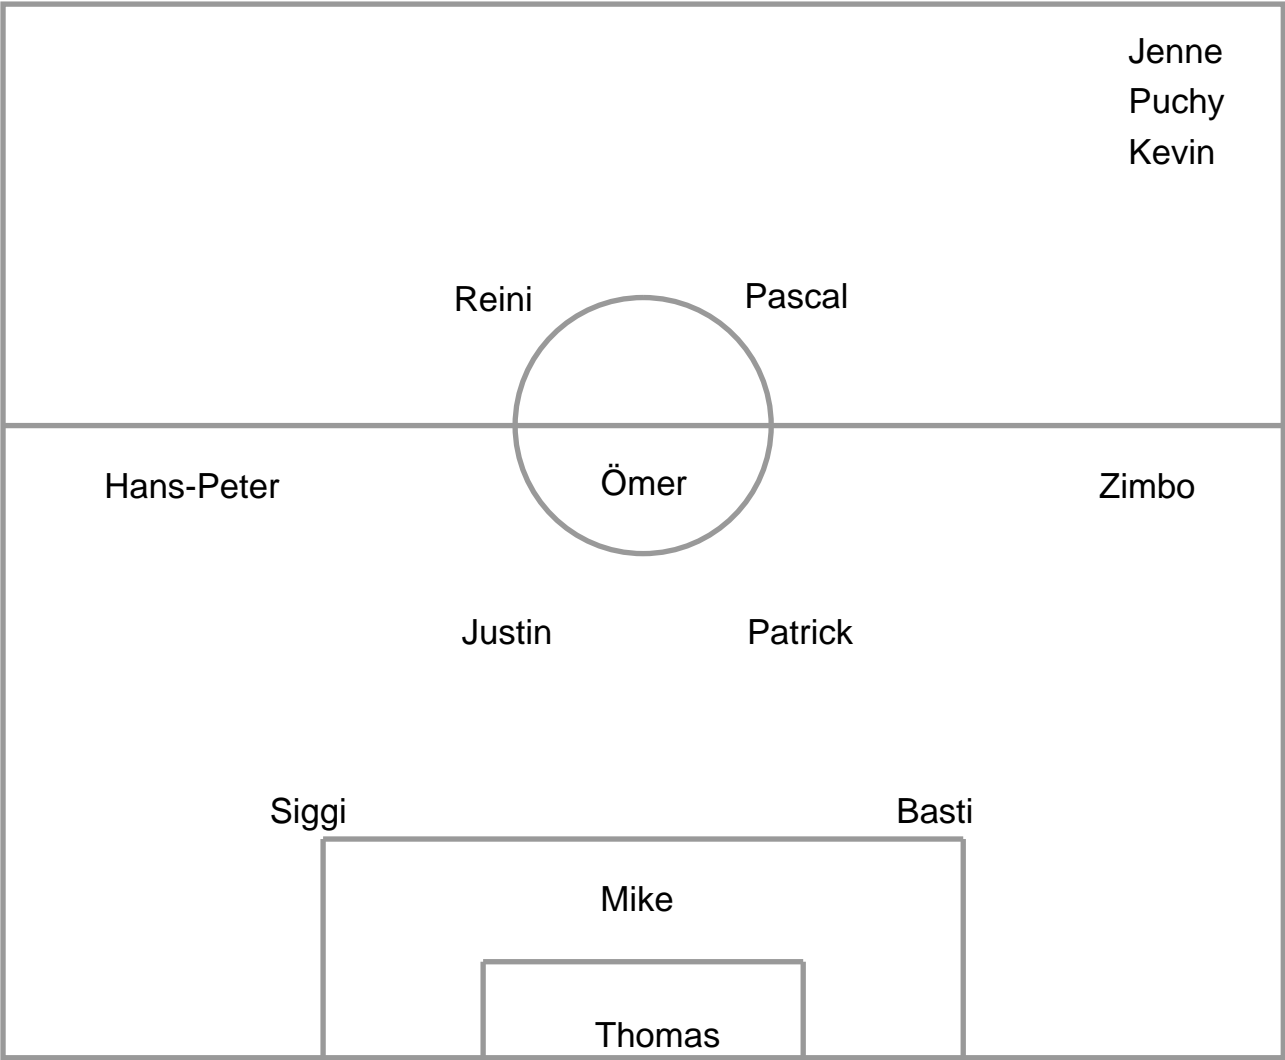 Jenne
Puchy
Kevin
Reini
Pascal
Hans-Peter
Ömer
Zimbo
Justin
Patrick
Siggi
Basti
Mike
Thomas